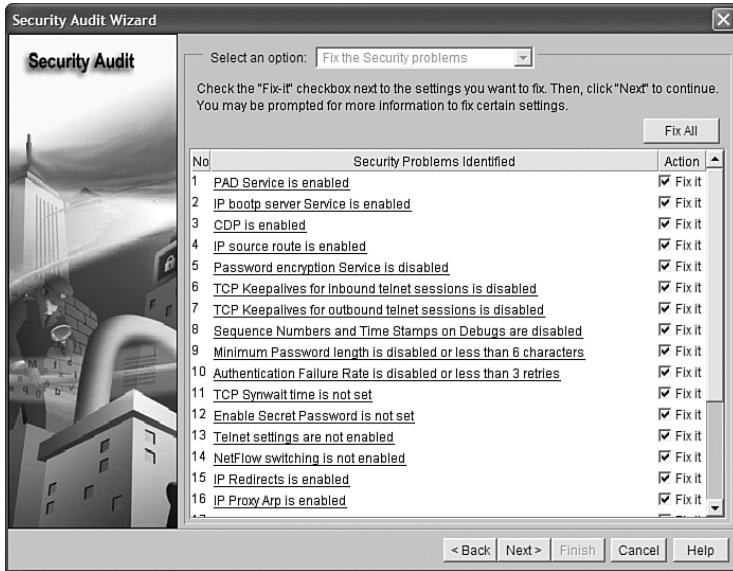 Security Audit Wizard
Security Audit
Select an option: Fix the Security problems
Check the "Fix-it" checkbox next to the settings you want to fix. Then, click "Next" to continue.
You may be prompted for more information to fix certain settings.
Fix All
No Security Problems Identified Action
1 PAD Service is enabled Fix it
2 IP bootp server Service is enabled Fix it
3 CDP is enabled Fix it
4 IP source route is enabled Fix it
5 Password encryption Service is disabled Fix it
6 TCP Keepalives for inbound telnet sessions is disabled Fix it
7 TCP Keepalives for outbound telnet sessions is disabled Fix it
8 Sequence Numbers and Time Stamps on Debugs are disabled Fix it
9 Minimum Password length is disabled or less than 6 characters Fix it
10 Authentication Failure Rate is disabled or less than 3 retries Fix it
11 TCP Synwait time is not set Fix it
12 Enable Secret Password is not set Fix it
13 Telnet settings are not enabled Fix it
14 NetFlow switching is not enabled Fix it
15 IP Redirects is enabled Fix it
16 IP Proxy Arp is enabled Fix it
< Back Next > Finish Cancel Help